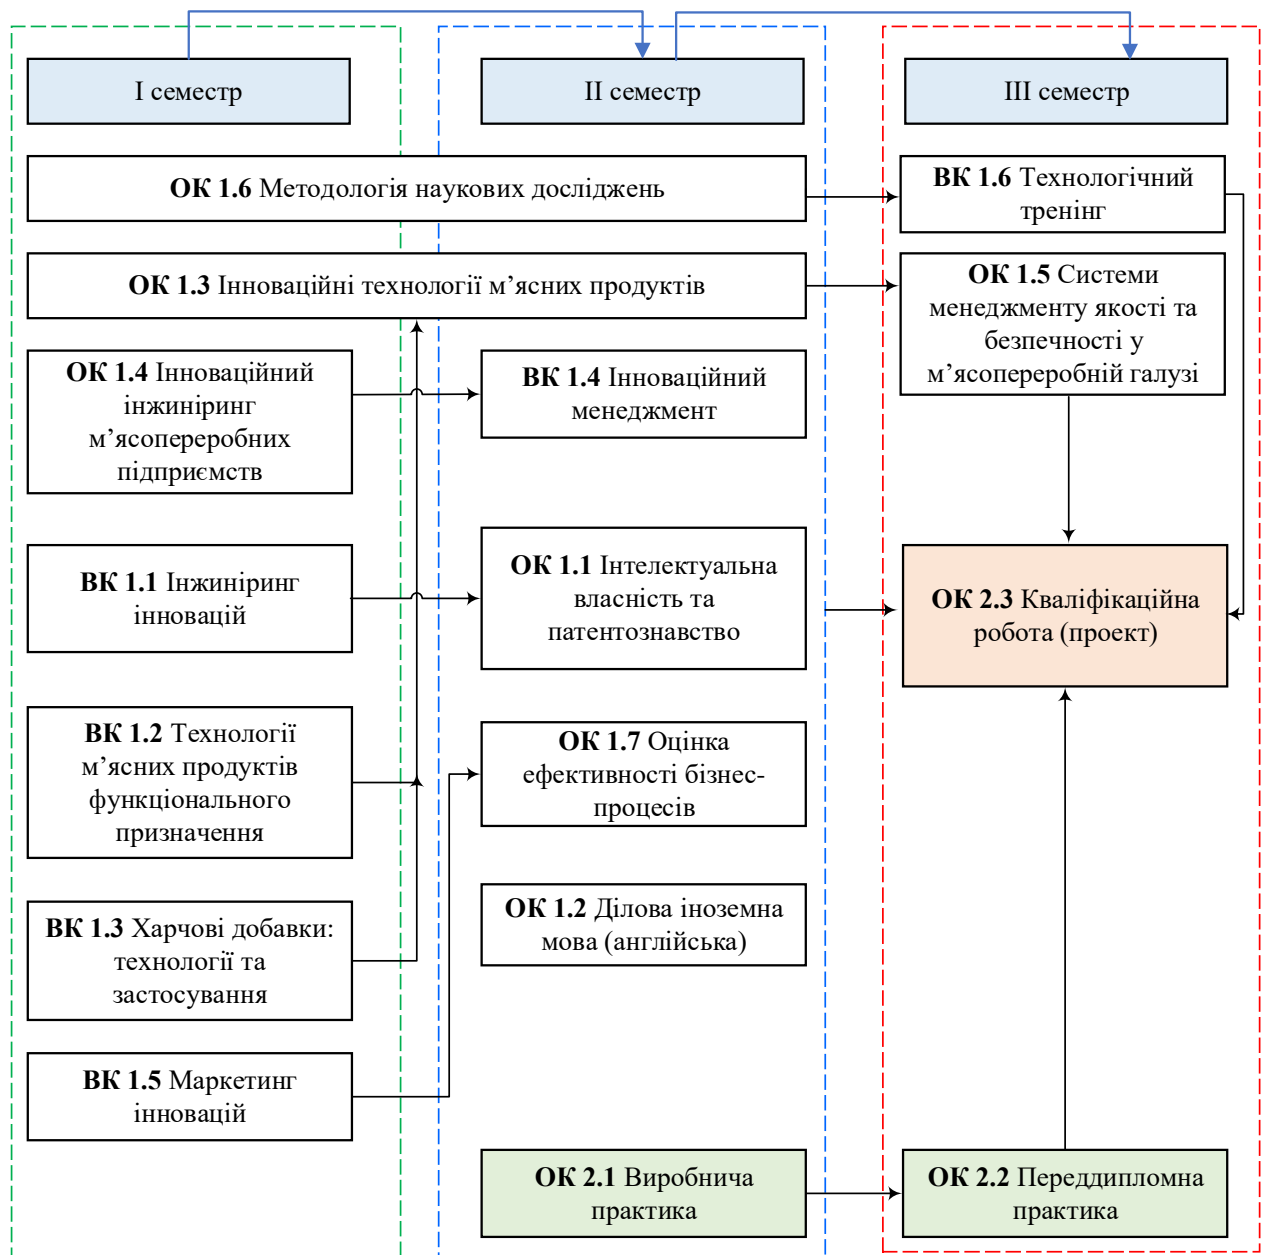 I семестр
II семестр
III семестр
ОК 1.6 Методологія наукових досліджень
ВК 1.6 Технологічний
тренінг
ОК 1.3 Інноваційні технології м’ясних продуктів
ОК 1.5 Системи
менеджменту якості та
безпечності у
м’ясопереробній галузі
ОК 1.4 Інноваційний
інжиніринг
м’ясопереробних
підприємств
ВК 1.4 Інноваційний
менеджмент
ВК 1.1 Інжиніринг
інновацій
ОК 1.1 Інтелектуальна
власність та
патентознавство
ОК 2.3 Кваліфікаційна
робота (проект)
ВК 1.2 Технології
м’ясних продуктів
функціонального
призначення
ОК 1.7 Оцінка
ефективності бізнес-
процесів
ВК 1.3 Харчові добавки:
технології та
застосування
ОК 1.2 Ділова іноземна
мова (англійська)
ВК 1.5 Маркетинг
інновацій
ОК 2.1 Виробнича
практика
ОК 2.2 Переддипломна
практика